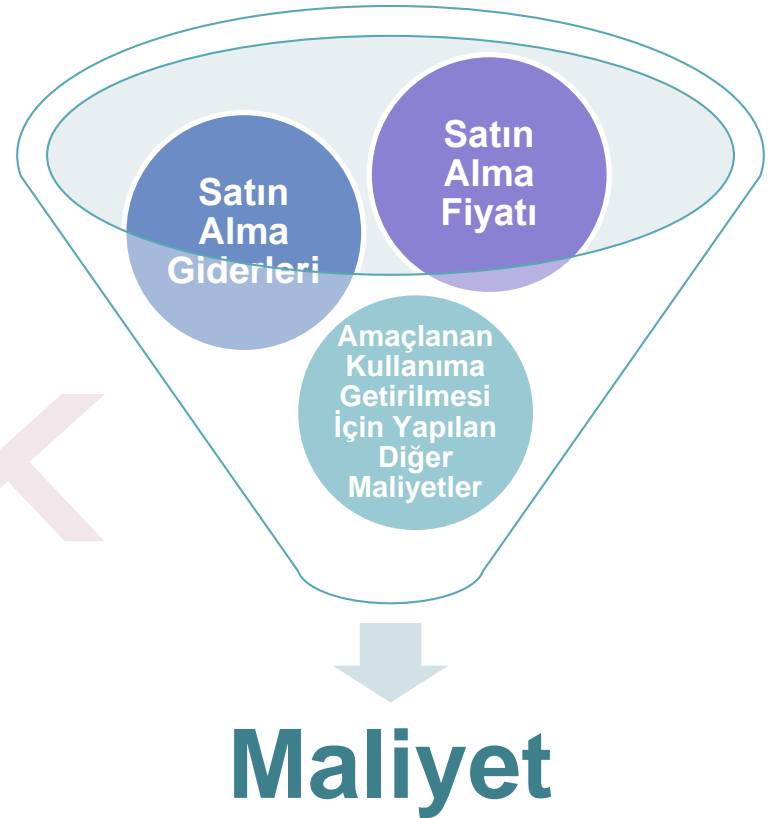 Satın
Alma
Fiyatı
Satın
Alma
Giderleri
Amaçlanan
Kullanıma
Getirilmesi
İçin Yapılan
Diğer
Maliyetler
Maliyet